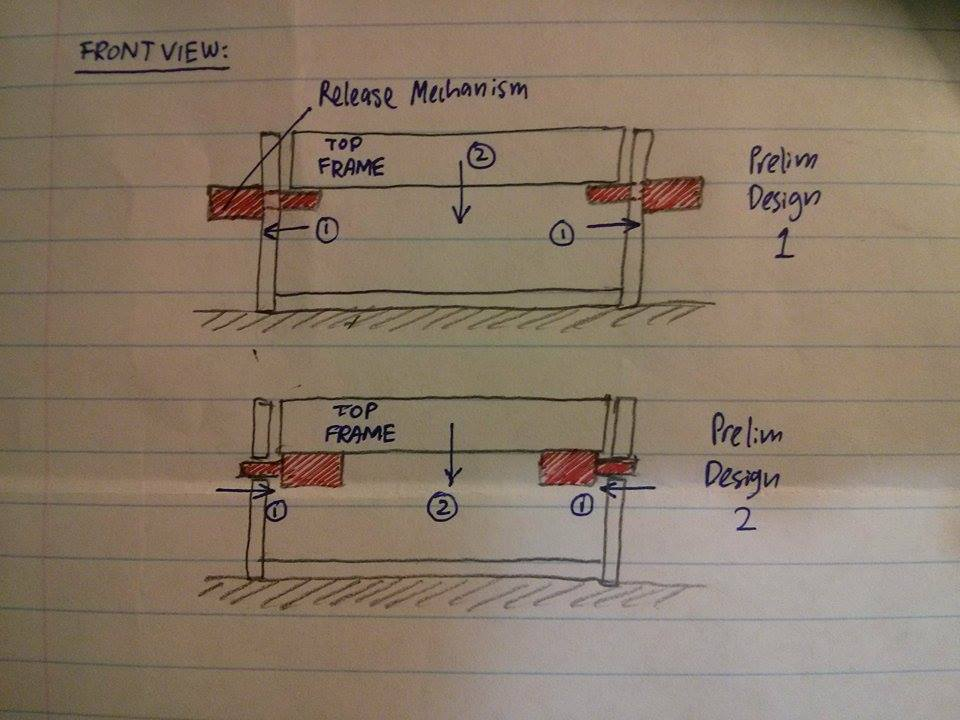 FRONT VIEW:
Release Mechanism
TOP
FRAME
2
Prelim
Design
1
1
1
TOP
FRAME
Prelim
Design
2
1
2
1